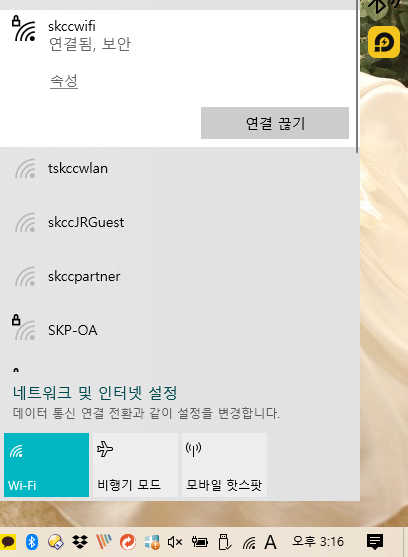 skccwifi
연결됨, 보안
속성
연결 끊기
tskccwlan
skccJRGuest
skccpartner
SKP-OA
네트워크 및 인터넷 설정
데이터 통신 연결 전환과 같이 설정을 변경합니다.
Wi-Fi
비행기 모드
모바일 핫스팟
A
오후 3:16